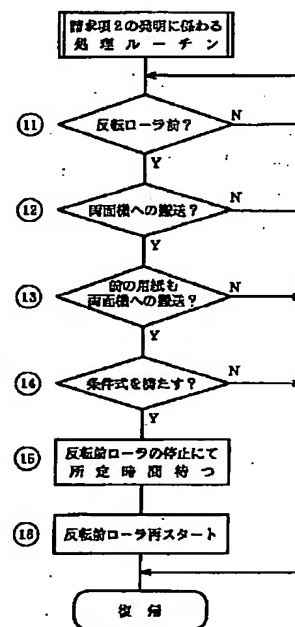 請求項2の発明に係わる
処理ルーチン
⑪
反転ローラ前?
N
Y
⑫
両面機への搬送?
N
Y
⑬
前の用紙も
両面機への搬送?
N
Y
⑭
条件式を満たす?
N
Y
⑮
反転前ローラの停止にて
所定時間待つ
⑯
反転前ローラ再スタート
復帰